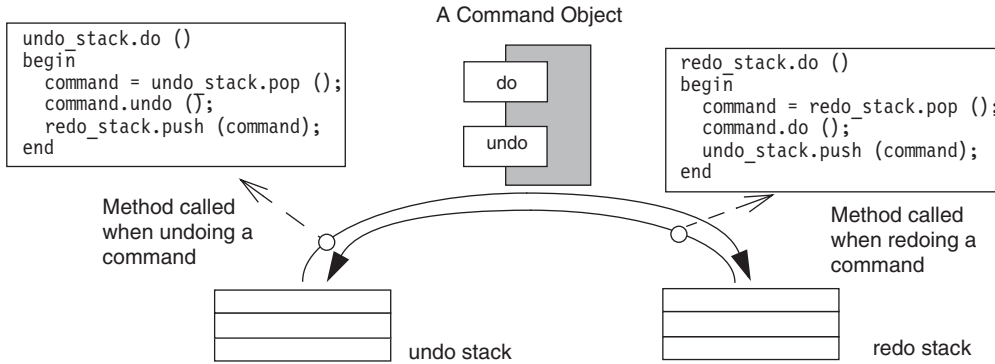 A Command Object
undo_stack.do ()
begin
command = undo_stack.pop ();
command.undo ();
redo_stack.push (command);
end
do
undo
redo_stack.do ()
begin
command = redo_stack.pop ();
command.do ();
undo_stack.push (command);
end
Method called
when undoing a
command
Method called
when redoing a
command
undo stack
redo stack